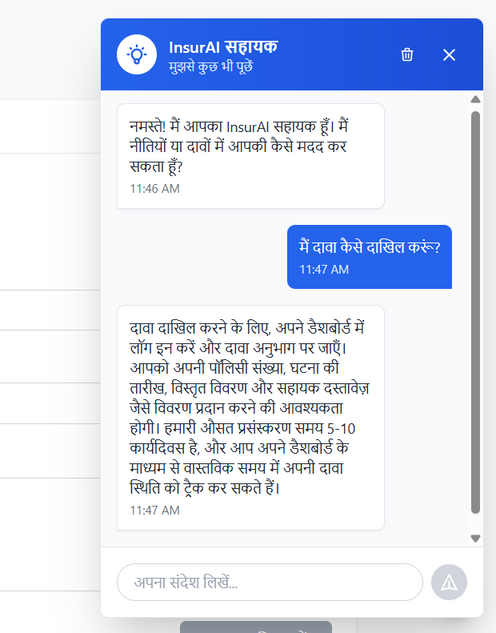 InsurAI सहायक
मुझसे कुछ भी पूछें
नमस्ते! मैं आपका InsurAI सहायक हूँ। मैं
नीतियों या दावों में आपकी कैसे मदद कर
सकता हूँ?
11:46 AM
मैं दावा कैसे दाखिल करूं?
11:47 AM
दावा दाखिल करने के लिए, अपने डैशबोर्ड में
लॉग इन करें और दावा अनुभाग पर जाएँ।
आपको अपनी पॉलिसी संख्या, घटना की
तारीख, विस्तृत विवरण और सहायक दस्तावेज़
जैसे विवरण प्रदान करने की आवश्यकता
होगी। हमारी औसत प्रसंस्करण समय 5-10
कार्यदिवस है, और आप अपने डैशबोर्ड के
माध्यम से वास्तविक समय में अपनी दावा
स्थिति को ट्रैक कर सकते हैं।
11:47 AM
अपना संदेश लिखें...